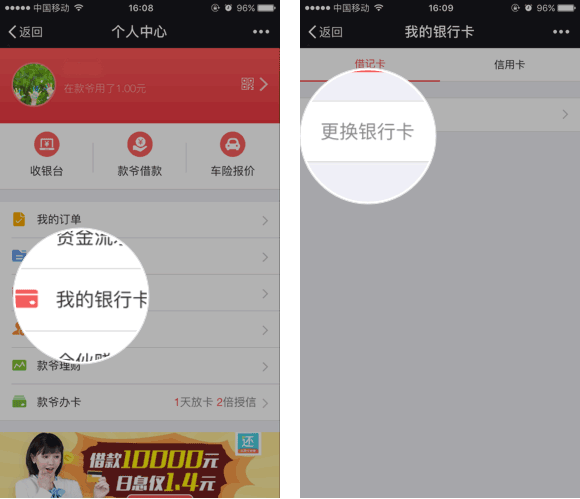 中国移动
16:08
96%
返回
个人中心
在款爷用了1.00元
收银台
款爷借款
车险报价
我的订单
资金流水
我的银行卡
合伙赚
款爷理财
款爷办卡
1天放卡 2倍授信
还
借款10000元
日息仅1.4元
中国移动
16:09
96%
返回
我的银行卡
借记卡
信用卡
更换银行卡